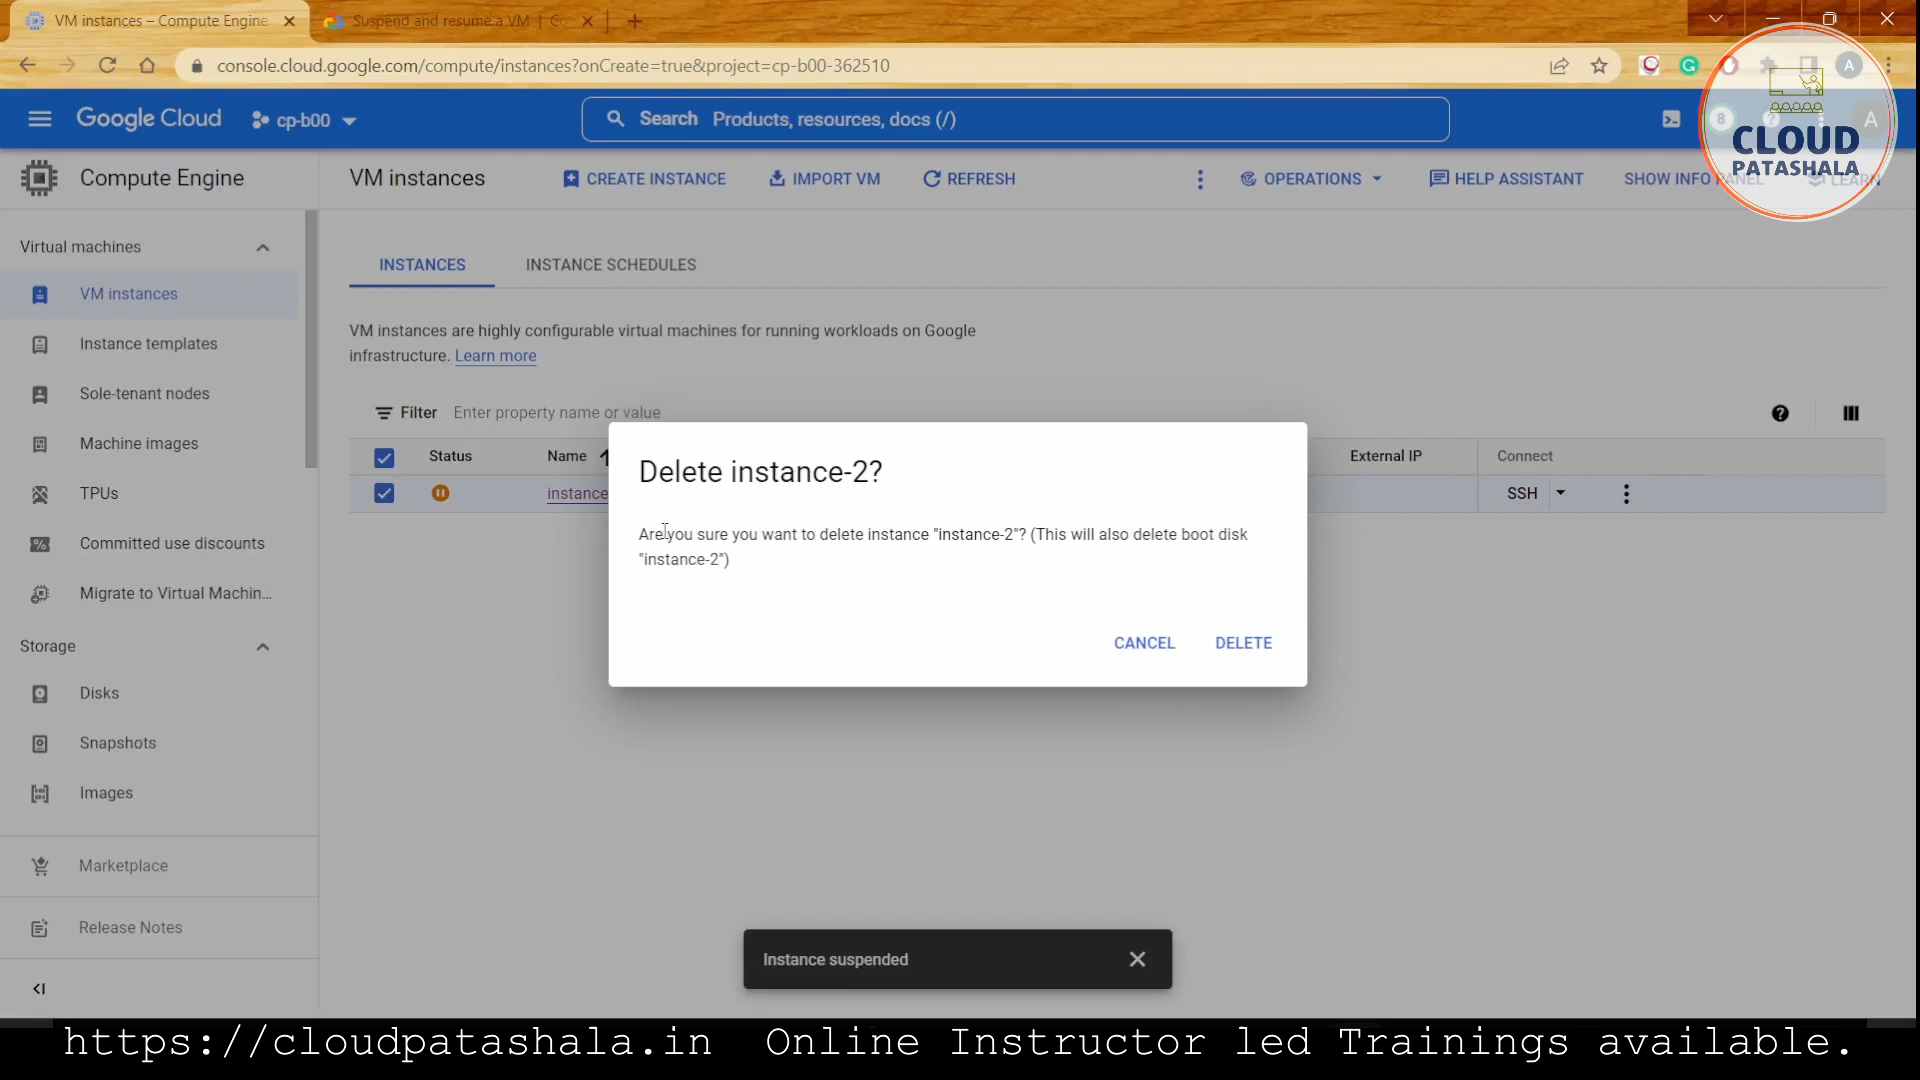 VM instances – Compute Engine
Suspend and resume a VM | Co
console.cloud.google.com/compute/instances?onCreate=true&project=cp-b00-362510
A
Google Cloud
cp-b00
Search Products, resources, docs (/)
8
A
CLOUD
PATASHALA
Compute Engine
VM instances
CREATE INSTANCE
IMPORT VM
REFRESH
OPERATIONS
HELP ASSISTANT
SHOW INFO PANEL
LEARN
Virtual machines
VM instances
Instance templates
Sole-tenant nodes
Machine images
TPUs
Committed use discounts
Migrate to Virtual Machin...
Storage
Disks
Snapshots
Images
Marketplace
Release Notes
INSTANCES
INSTANCE SCHEDULES
VM instances are highly configurable virtual machines for running workloads on Google
infrastructure. Learn more
Filter Enter property name or value
Status
Name
External IP
Connect
instance
SSH
Delete instance-2?
Are you sure you want to delete instance "instance-2"? (This will also delete boot disk
"instance-2")
CANCEL
DELETE
Instance suspended
https://cloudpatashala.in Online Instructor led Trainings available.